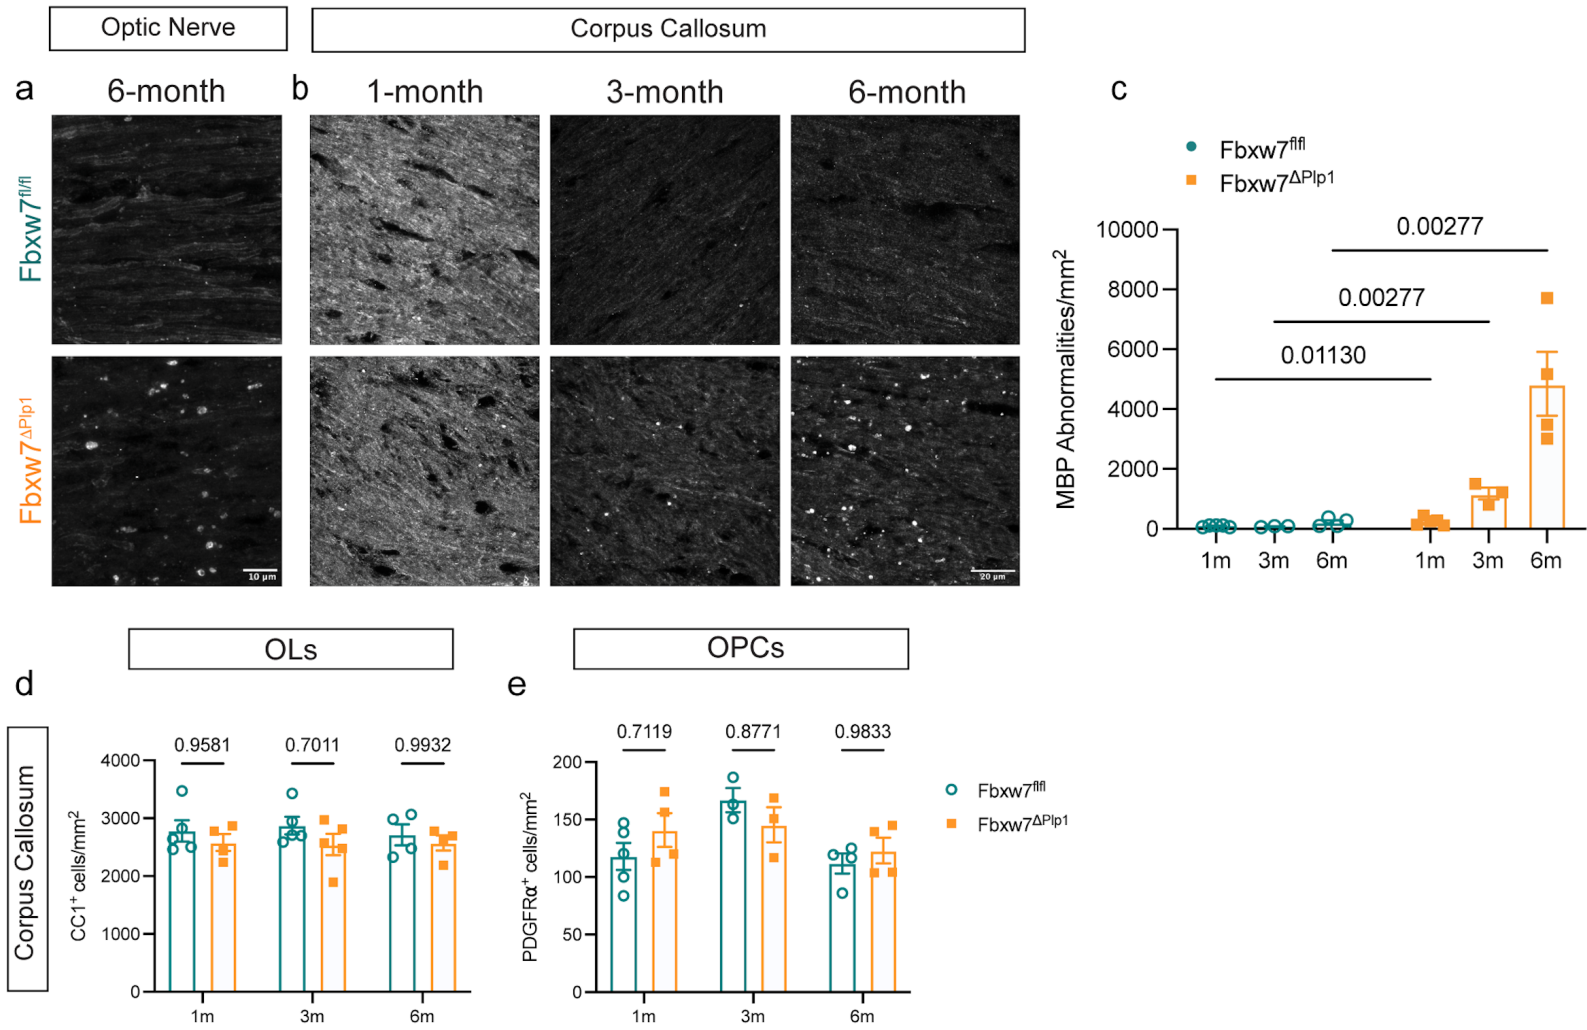 Optic Nerve
Corpus Callosum
a
6-month
b
1-month
3-month
6-month
c
Fbxw7fl/fl
Fbxw7ΔPlp1
10 µm
20 µm
Fbxw7flfl
Fbxw7ΔPlp1
MBP Abnormalities/mm2
10000
8000
6000
4000
2000
0
0.00277
0.00277
0.01130
1m
3m
6m
1m
3m
6m
OLs
OPCs
d
e
Corpus Callosum
CC1+ cells/mm2
4000
3000
2000
1000
0
0.9581
0.7011
0.9932
1m
3m
6m
PDGFRα+ cells/mm2
200
150
100
50
0
0.7119
0.8771
0.9833
1m
3m
6m
Fbxw7flfl
Fbxw7ΔPlp1